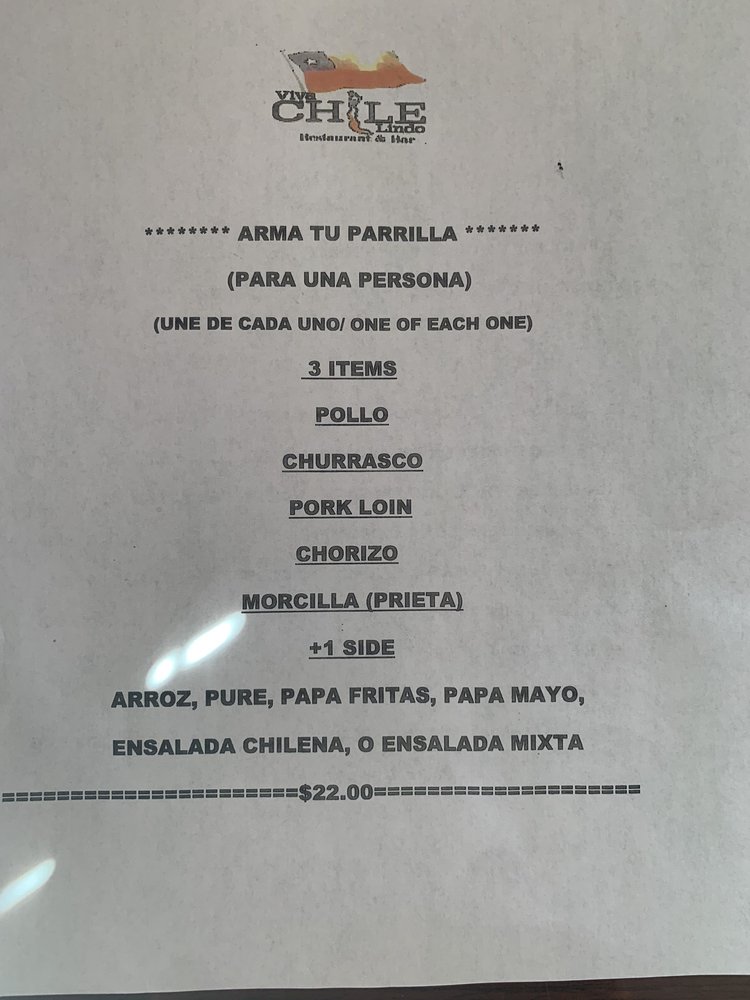 Viva
CHILE
Lindo
Restaurant & Bar
******** ARMA TU PARRILLA *******
(PARA UNA PERSONA)
(UNE DE CADA UNO/ ONE OF EACH ONE)
3 ITEMS
POLLO
CHURRASCO
PORK LOIN
CHORIZO
MORCILLA (PRIETA)
+1 SIDE
ARROZ, PURE, PAPA FRITAS, PAPA MAYO,
ENSALADA CHILENA, O ENSALADA MIXTA
======================$22.00====================